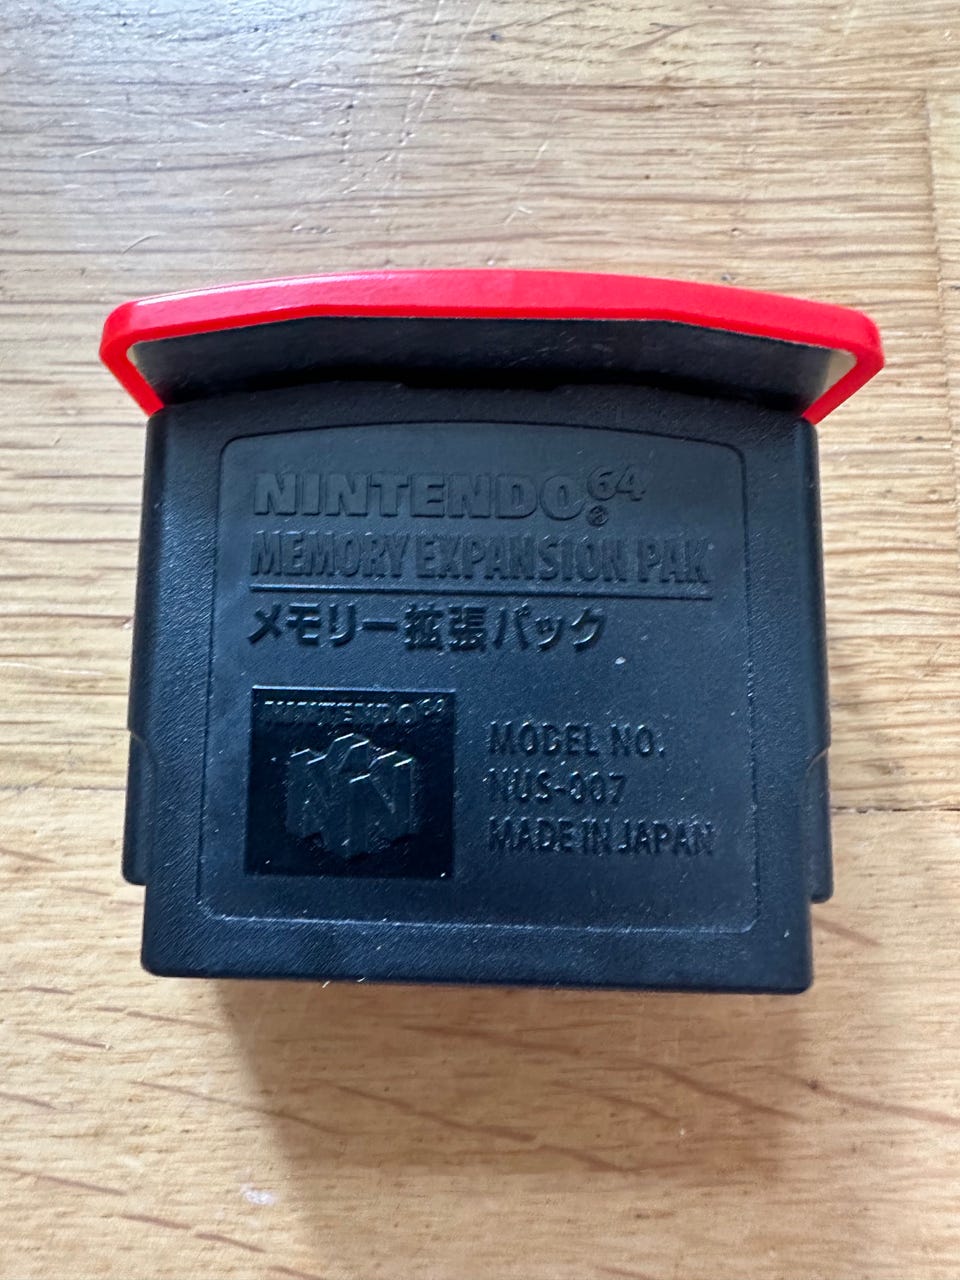 NINTENDO64®
MEMORY EXPANSION PAK
メモリー拡張パック
NINTENDO64
MODEL NO.
NUS-007
MADE IN JAPAN